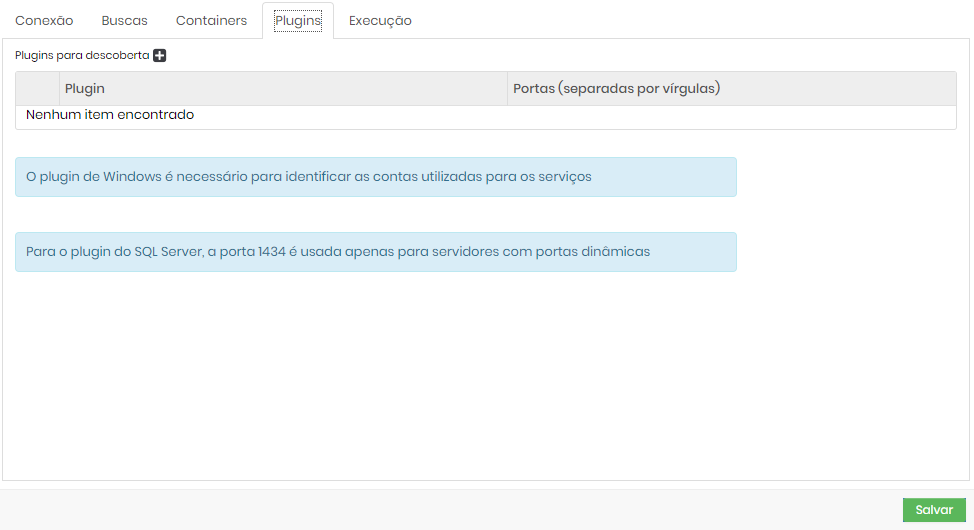 Conexão Buscas Containers Plugins Execução
Plugins para descoberta
Plugin Portas (separadas por vírgulas)
Nenhum item encontrado
O plugin de Windows é necessário para identificar as contas utilizadas para os serviços
Para o plugin do SQL Server, a porta 1434 é usada apenas para servidores com portas dinâmicas
Salvar